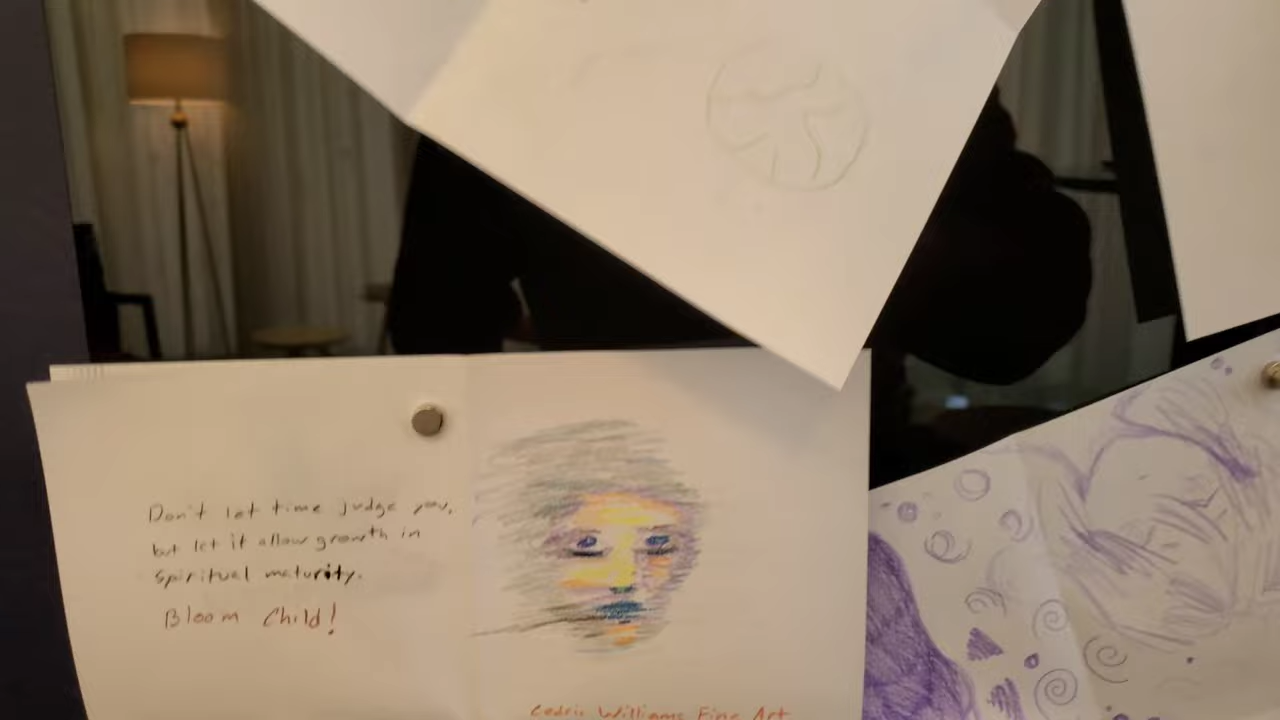 Don't let time judge you,
but let it allow growth in
spiritual maturity.
Bloom Child!
Cedric Williams Fine Art